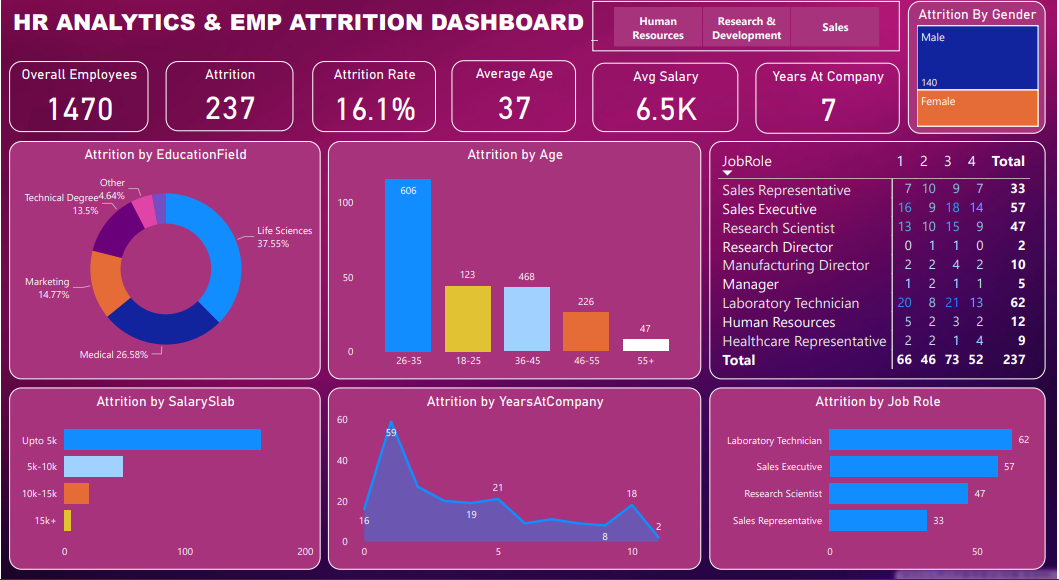 HR ANALYTICS & EMP ATTRITION DASHBOARD
Human Resources
Research & Development
Sales
Attrition By Gender
Male
140
Female
Overall Employees
1470
Attrition
237
Attrition Rate
16.1%
Average Age
37
Avg Salary
6.5K
Years At Company
7
Attrition by EducationField
Other
4.64%
Technical Degree
13.5%
Life Sciences
37.55%
Marketing
14.77%
Medical 26.58%
Attrition by Age
100
50
0
606
123
468
226
47
26-35 18-25 36-45 46-55 55+
JobRole 1 2 3 4 Total
Sales Representative 7 10 9 7 33
Sales Executive 16 9 18 14 57
Research Scientist 13 10 15 9 47
Research Director 0 1 1 0 2
Manufacturing Director 2 2 4 2 10
Manager 1 2 1 1 5
Laboratory Technician 20 8 21 13 62
Human Resources 5 2 3 2 12
Healthcare Representative 2 2 1 4 9
Total 66 46 73 52 237
Attrition by SalarySlab
Upto 5k
5k-10k
10k-15k
15k+
0 100 200
Attrition by YearsAtCompany
60
40
20
0
16
59
19
21
8
18
2
0 5 10
Attrition by Job Role
Laboratory Technician 62
Sales Executive 57
Research Scientist 47
Sales Representative 33
0 50